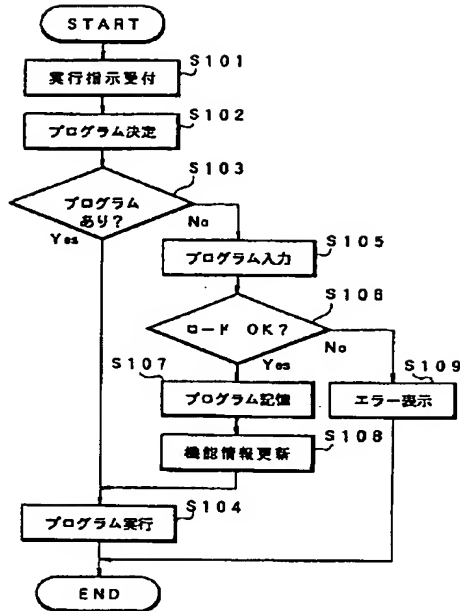 START
S101
実行指示受付
S102
プログラム決定
S103
プログラム
あり?
Yes
No
S105
プログラム入力
S106
ロード OK?
No
Yes
S107
プログラム記憶
S109
エラー表示
S108
機能情報更新
S104
プログラム実行
END